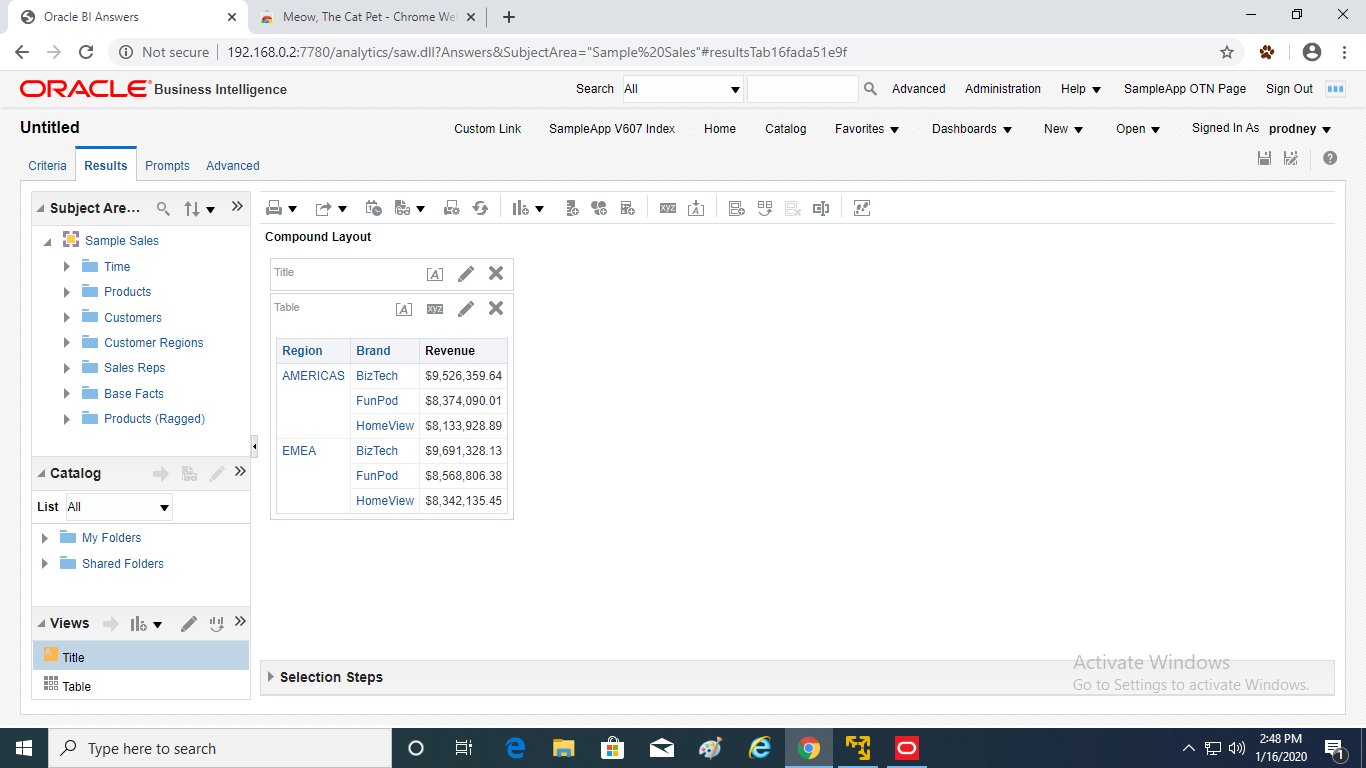 Oracle BI Answers
Meow, The Cat Pet - Chrome We
Not secure
192.168.0.2:7780/analytics/saw.dll?Answers&SubjectArea="Sample%20Sales"#resultsTab16fada51e9f
ORACLE Business Intelligence
Search All Advanced Administration Help SampleApp OTN Page Sign Out
Untitled
Custom Link SampleApp V607 Index Home Catalog Favorites Dashboards New Open Signed In As prodney
Criteria Results Prompts Advanced
Subject Are...
Sample Sales
Time
Products
Customers
Customer Regions
Sales Reps
Base Facts
Products (Ragged)
Catalog
List All
My Folders
Shared Folders
Views
Title
Table
xyz A
Compound Layout
Title A
Table A xyz
Region Brand Revenue
AMERICAS BizTech $9,526,359.64
FunPod $8,374,090.01
HomeView $8,133,928.89
EMEA BizTech $9,691,328.13
FunPod $8,568,806.38
HomeView $8,342,135.45
Selection Steps
Activate Windows
Go to Settings to activate Windows.
Type here to search
2:48 PM
1/16/2020
1